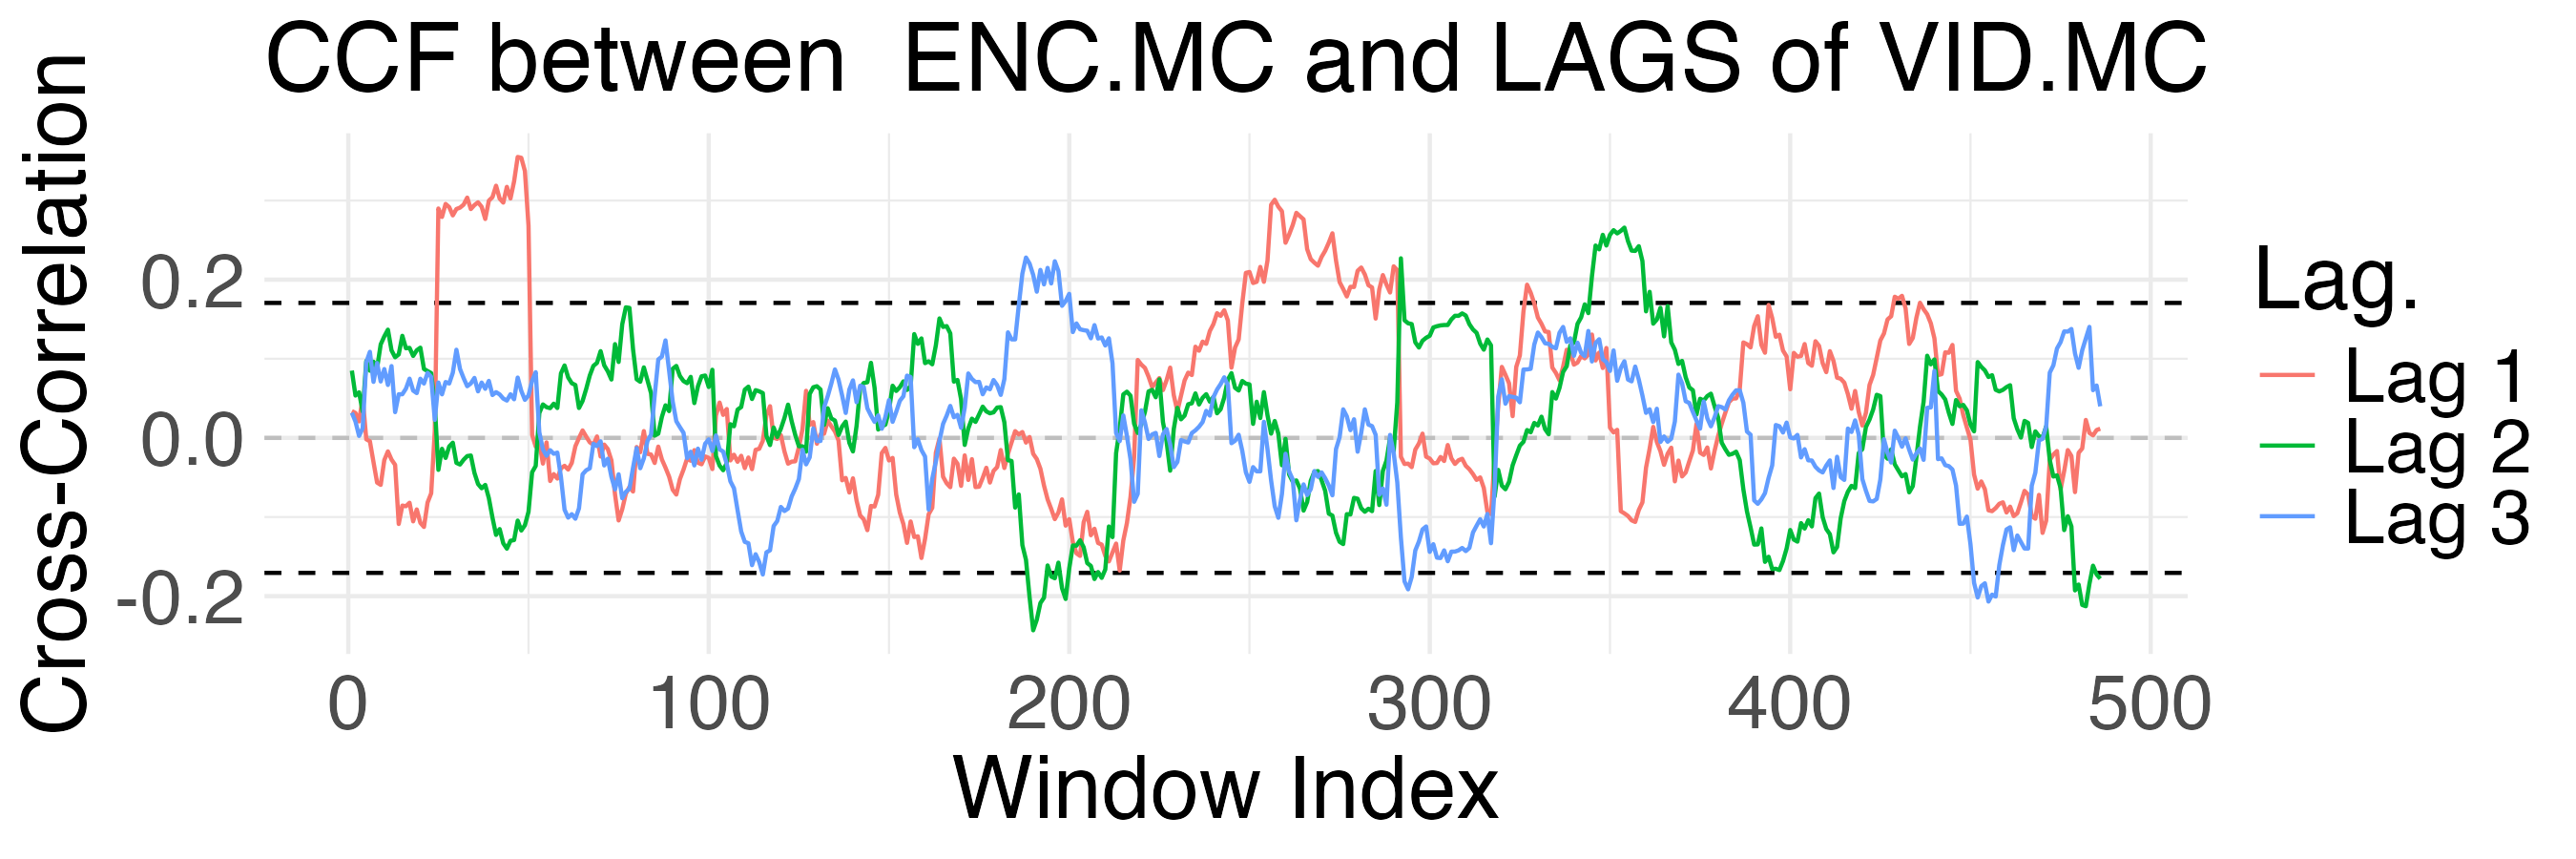 CCF between  ENC.MC and LAGS of VID.MC
Cross-Correlation
0.2
0.0
-0.2
0 100 200 300 400 500
Window Index
Lag.
Lag 1
Lag 2
Lag 3